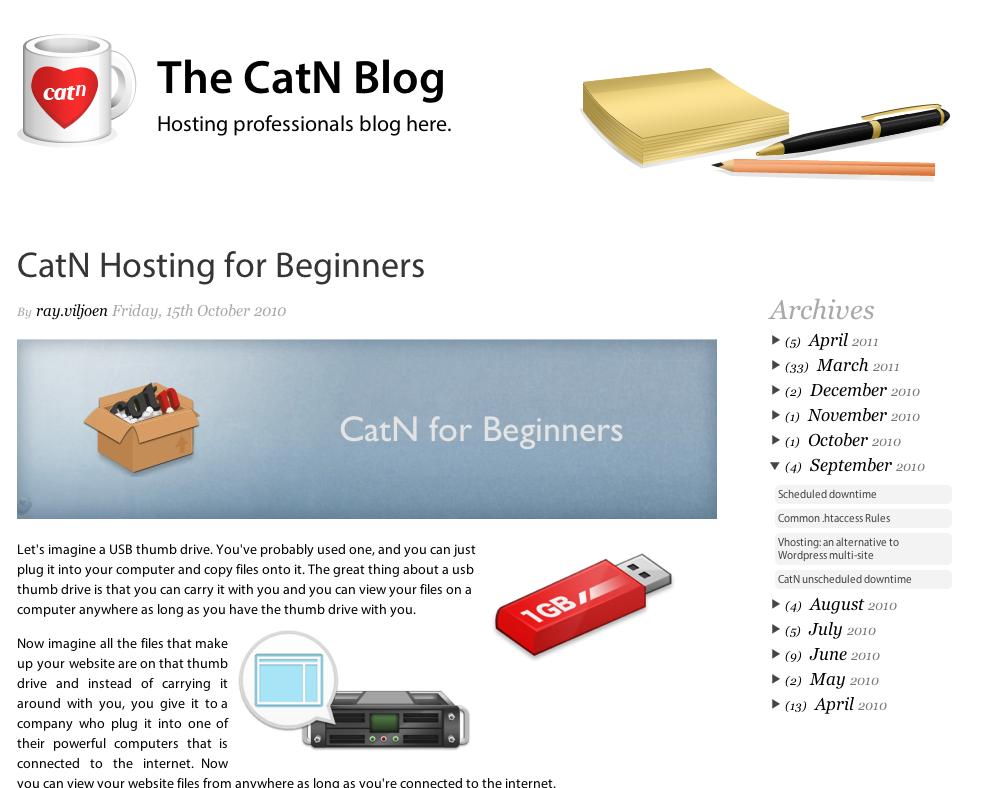 catn
The CatN Blog
Hosting professionals blog here.
CatN Hosting for Beginners
By ray.viljoen Friday, 15th October 2010
catn
CatN for Beginners
Let's imagine a USB thumb drive. You've probably used one, and you can just
plug it into your computer and copy files onto it. The great thing about a usb
thumb drive is that you can carry it with you and you can view your files on a
computer anywhere as long as you have the thumb drive with you.
1GB
Now imagine all the files that make
up your website are on that thumb
drive and instead of carrying it
around with you, you give it to a
company who plug it into one of
their powerful computers that is
connected to the internet. Now
you can view your website files from anywhere as long as you're connected to the internet.
Archives
(5) April 2011
(33) March 2011
(2) December 2010
(1) November 2010
(1) October 2010
(4) September 2010
Scheduled downtime
Common .htaccess Rules
Vhosting: an alternative to
Wordpress multi-site
CatN unscheduled downtime
(4) August 2010
(5) July 2010
(9) June 2010
(2) May 2010
(13) April 2010